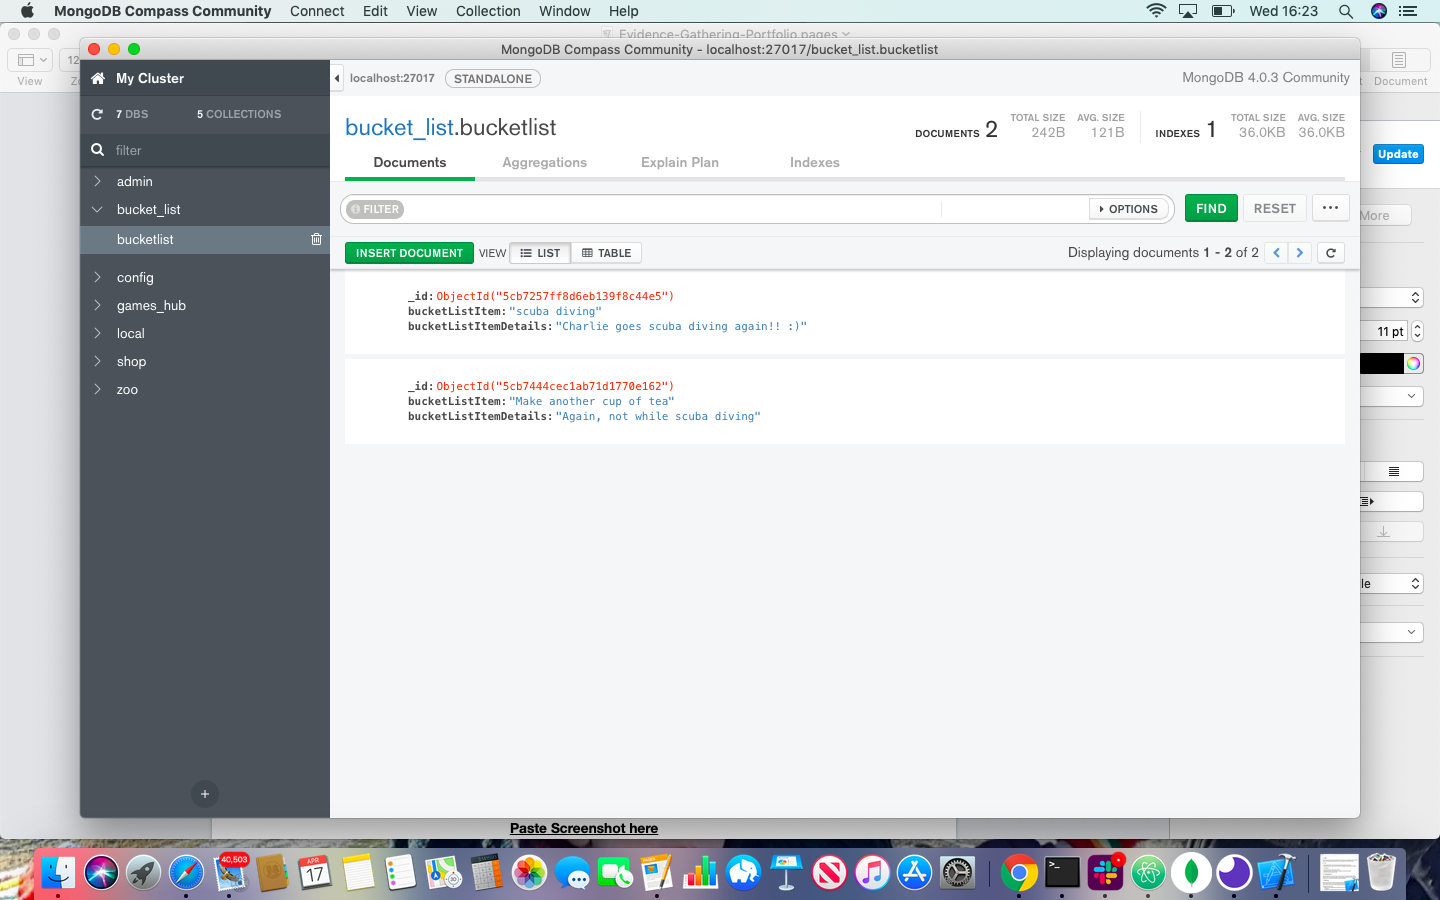 MongoDB Compass Community Connect Edit View Collection Window Help Wed 16:23
Evidence-Gathering-Portfolio.pages
MongoDB Compass Community - localhost:27017/bucket_list.bucketlist
View
Document
My Cluster
localhost:27017 STANDALONE MongoDB 4.0.3 Community
7 DBS 5 COLLECTIONS
bucket_list.bucketlist
DOCUMENTS 2 TOTAL SIZE 242B AVG. SIZE 121B INDEXES 1 TOTAL SIZE 36.0KB AVG. SIZE 36.0KB
filter
Documents Aggregations Explain Plan Indexes
Update
admin
bucket_list
bucketlist
config
games_hub
local
shop
zoo
FILTER OPTIONS FIND RESET ...
More
INSERT DOCUMENT VIEW LIST TABLE Displaying documents 1 - 2 of 2
_id: ObjectId("5cb7257ff8d6eb139f8c44e5")
bucketListItem: "scuba diving"
bucketListItemDetails: "Charlie goes scuba diving again!! :)"
11 pt
_id: ObjectId("5cb7444cec1ab71d1770e162")
bucketListItem: "Make another cup of tea"
bucketListItemDetails: "Again, not while scuba diving"
Paste Screenshot here
40,503
APR
17